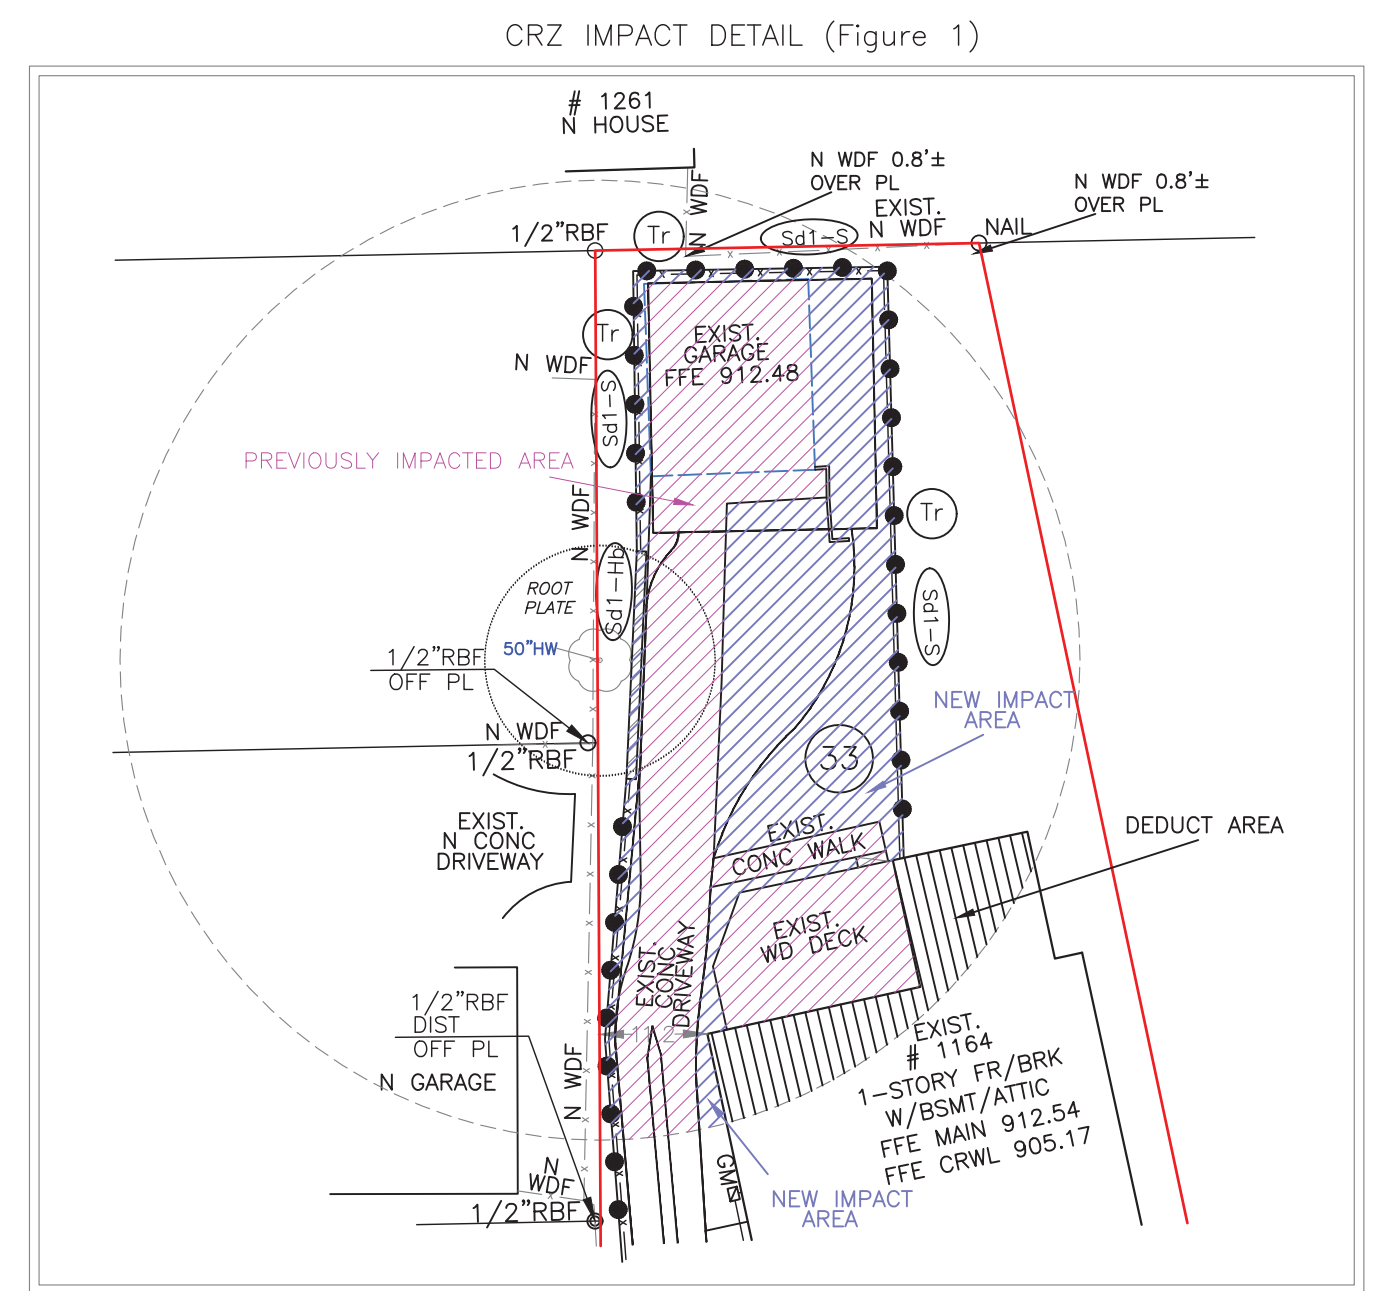 CRZ IMPACT DETAIL (Figure 1)
# 1261
N HOUSE
N WDF 0.8'±
OVER PL
N WDF 0.8'±
OVER PL
EXIST.
N WDF
NAIL
N WDF
1/2"RBF
Tr
Sd1-S
Tr
N WDF
Sd1-S
EXIST.
GARAGE
FFE 912.48
PREVIOUSLY IMPACTED AREA
N WDF
Tr
Sd1-Hb
Sd1-S
ROOT
PLATE
50"HW
1/2"RBF
OFF PL
N WDF
1/2"RBF
NEW IMPACT
AREA
33
EXIST.
N CONC
DRIVEWAY
EXIST.
CONC WALK
DEDUCT AREA
EXIST.
WD DECK
EXIST.
CONC.
DRIVEWAY
11.2
1/2"RBF
DIST
OFF PL
N GARAGE
N WDF
EXIST.
# 1164
1-STORY FR/BRK
W/BSMT/ATTIC
FFE MAIN 912.54
FFE CRWL 905.17
N
WDF
1/2"RBF
GM
NEW IMPACT
AREA